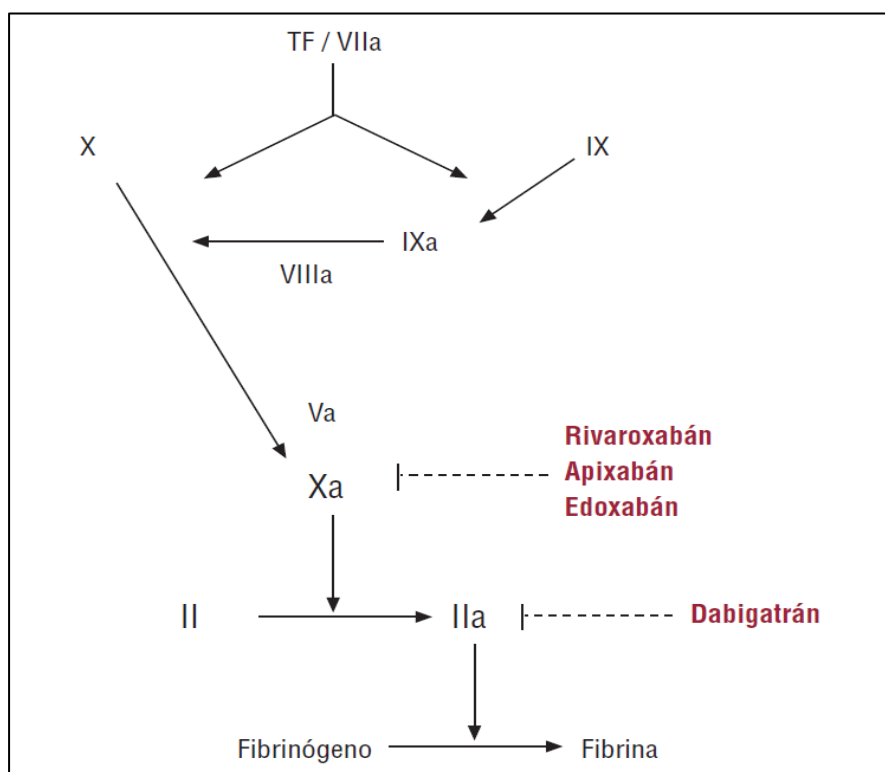 TF / VIIa
X
IX
IXa
VIIIa
Va
Rivaroxabán
Apixabán
Edoxabán
Xa
II
IIa
Dabigatrán
Fibrinógeno
Fibrina